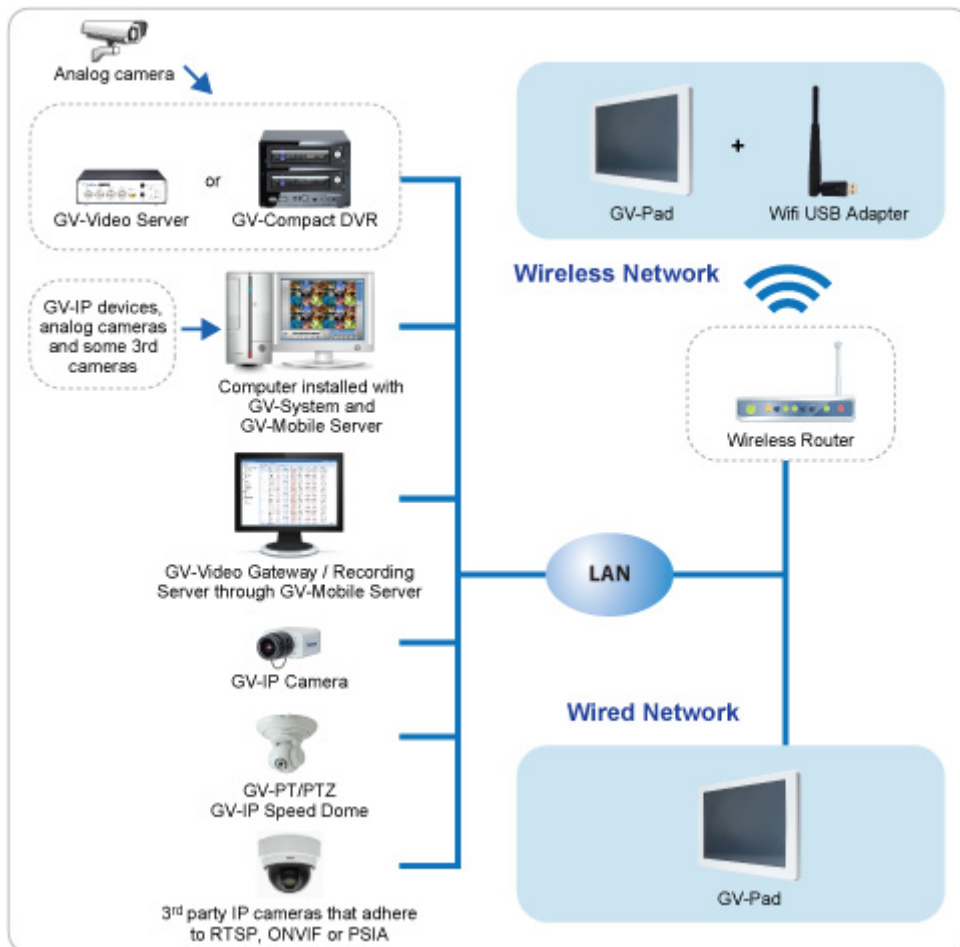 Analog camera
GV-Video Server
or
GV-Compact DVR
GV-IP devices,
analog cameras
and some 3rd
cameras
Computer installed with
GV-System and
GV-Mobile Server
GV-Video Gateway / Recording
Server through GV-Mobile Server
GV-IP Camera
GV-PT/PTZ
GV-IP Speed Dome
3rd party IP cameras that adhere
to RTSP, ONVIF or PSIA
LAN
GV-Pad
+
Wifi USB Adapter
Wireless Network
Wireless Router
Wired Network
GV-Pad